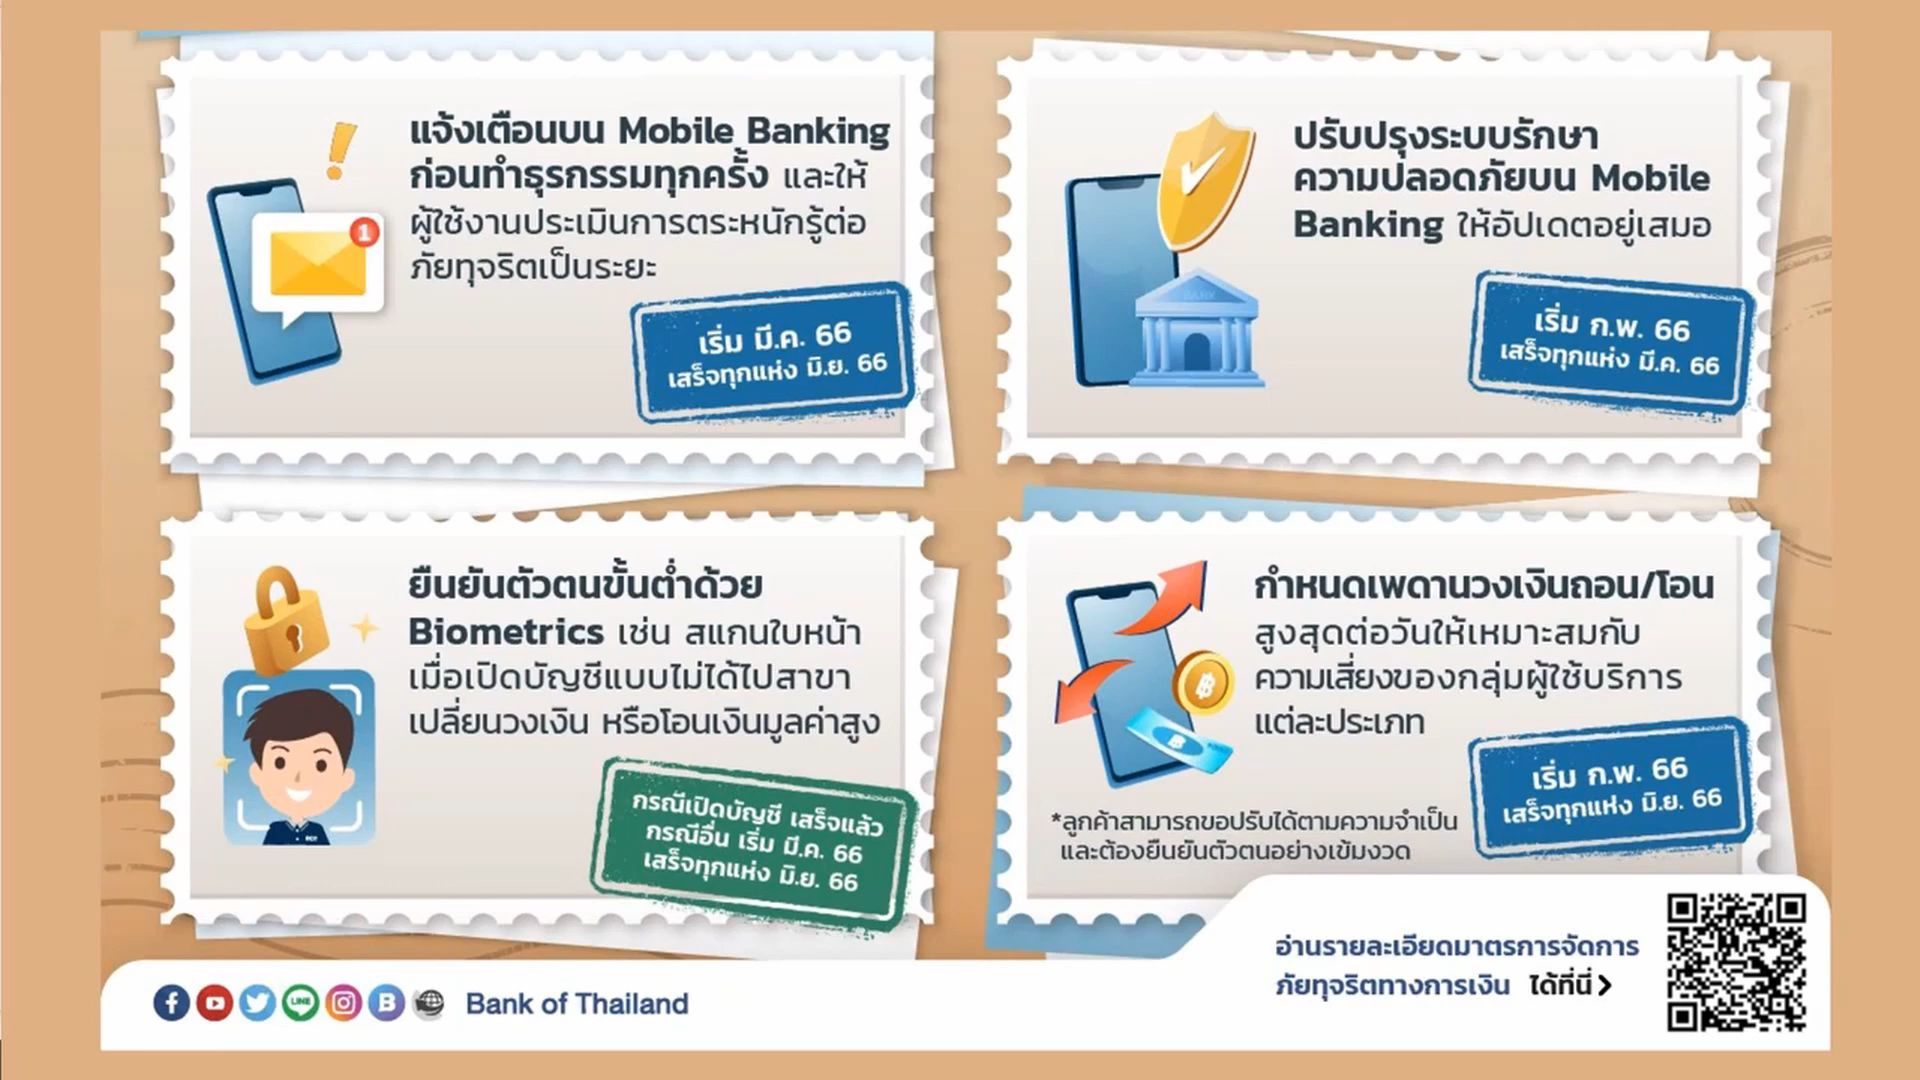 แจ้งเตือนบน Mobile Banking
ก่อนทำธุรกรรมทุกครั้ง และให้
ผู้ใช้งานประเมินการตระหนักรู้ต่อ
ภัยทุจริตเป็นระยะ
1
เริ่ม มี.ค. 66
เสร็จทุกแห่ง มิ.ย. 66
ปรับปรุงระบบรักษา
ความปลอดภัยบน Mobile
Banking ให้อัปเดตอยู่เสมอ
BANK
เริ่ม ก.พ. 66
เสร็จทุกแห่ง มี.ค. 66
ยืนยันตัวตนขั้นต่ำด้วย
Biometrics เช่น สแกนใบหน้า
เมื่อเปิดบัญชีแบบไม่ได้ไปสาขา
เปลี่ยนวงเงิน หรือโอนเงินมูลค่าสูง
กรณีเปิดบัญชี เสร็จแล้ว
กรณีอื่น เริ่ม มี.ค. 66
เสร็จทุกแห่ง มิ.ย. 66
กำหนดเพดานวงเงินถอน/โอน
สูงสุดต่อวันให้เหมาะสมกับ
ความเสี่ยงของกลุ่มผู้ใช้บริการ
แต่ละประเภท
เริ่ม ก.พ. 66
เสร็จทุกแห่ง มิ.ย. 66
*ลูกค้าสามารถขอปรับได้ตามความจำเป็น
และต้องยืนยันตัวตนอย่างเข้มงวด
อ่านรายละเอียดมาตรการจัดการ
ภัยทุจริตทางการเงิน ได้ที่นี่
LINE
Bank of Thailand